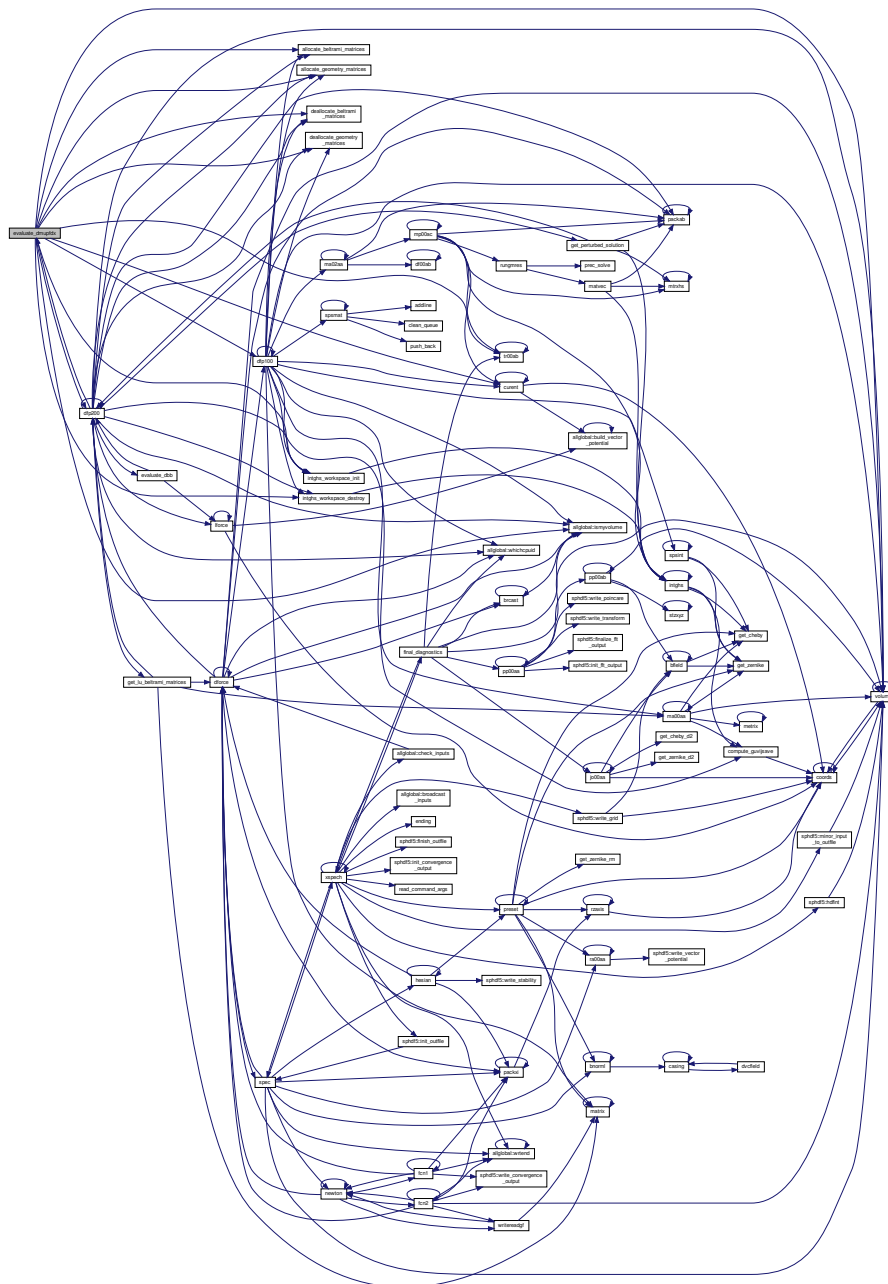 allocate_beltrami_matrices
allocate_geometry_matrices
deallocate_beltrami
_matrices
deallocate_geometry
_matrices
evaluate_dmupfdx
packab
mp00ac
get_perturbed_solution
ma02aa
df00ab
rungmres
prec_solve
matvec
mtrxhs
spsmat
addline
clean_queue
push_back
tr00ab
dfp100
curent
dfp200
allglobal::build_vector
_potential
evaluate_dbb
intghs_workspace_init
intghs_workspace_destroy
lforce
allglobal::ismyvolume
allglobal::whichcpuid
spsint
pp00ab
intghs
brcast
sphdf5::write_poincare
stzxyz
sphdf5::write_transform
get_cheby
final_diagnostics
sphdf5::finalize_flt
_output
pp00aa
sphdf5::init_flt_output
bfield
get_zernike
get_lu_beltrami_matrices
dforce
volume
ma00aa
metrix
get_cheby_d2
allglobal::check_inputs
get_zernike_d2
compute_guvijsave
jo00aa
coords
allglobal::broadcast
_inputs
ending
sphdf5::write_grid
sphdf5::finish_outfile
sphdf5::mirror_input
_to_outfile
sphdf5::init_convergence
_output
xspech
get_zernike_rm
read_command_args
sphdf5::hdfint
preset
rzaxis
ra00aa
sphdf5::write_vector
_potential
hesian
sphdf5::write_stability
sphdf5::init_outfile
bnorml
casing
dvcfield
spec
packxi
matrix
allglobal::wrtend
fcn1
sphdf5::write_convergence
_output
newton
fcn2
writereadgf